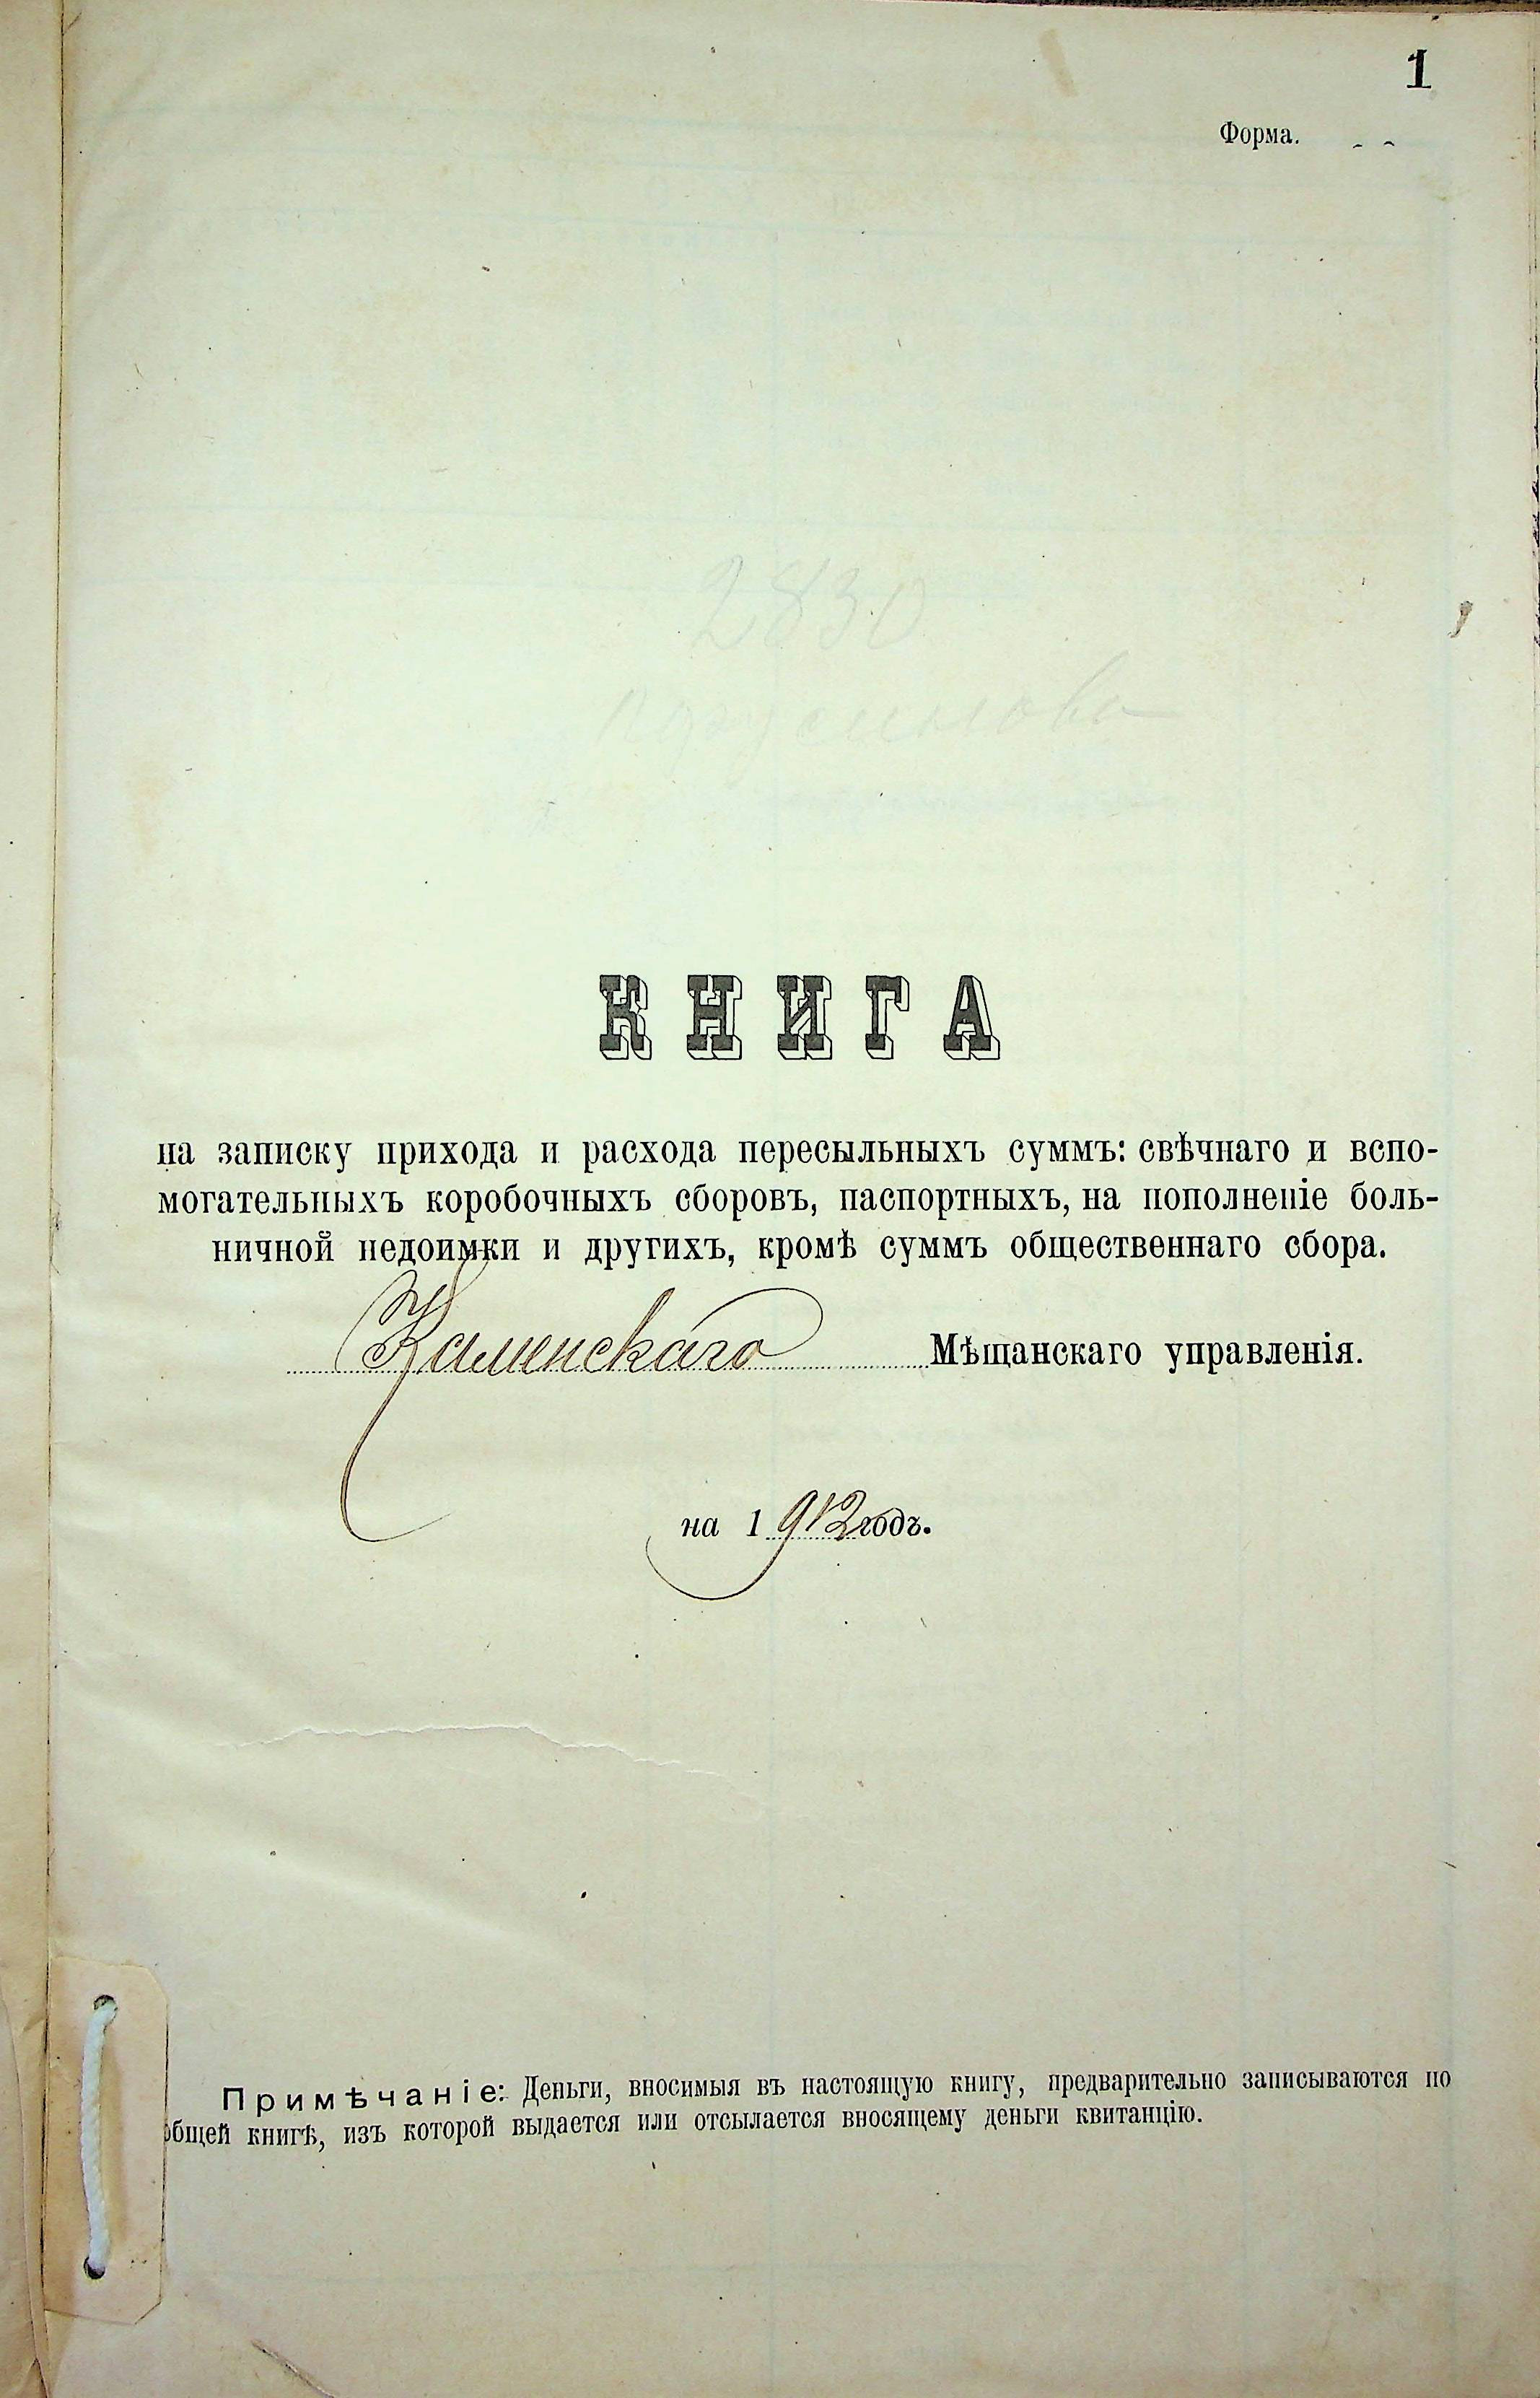 1
Форма.
2830
КНИГА
на записку прихода и расхода пересыльныхъ суммъ: свѣчнаго и вспо-
могательныхъ коробочныхъ сборовъ, паспортныхъ, на пополненіе боль-
ничной недоимки и другихъ, кромѣ суммъ общественнаго сбора.
Каменскаго Мѣщанскаго управленія.
на 1912 годъ.
Примѣчаніе: Деньги, вносимыя въ настоящую книгу, предварительно записываются по
общей книгѣ, изъ которой выдается или отсылается вносящему деньги квитанцію.